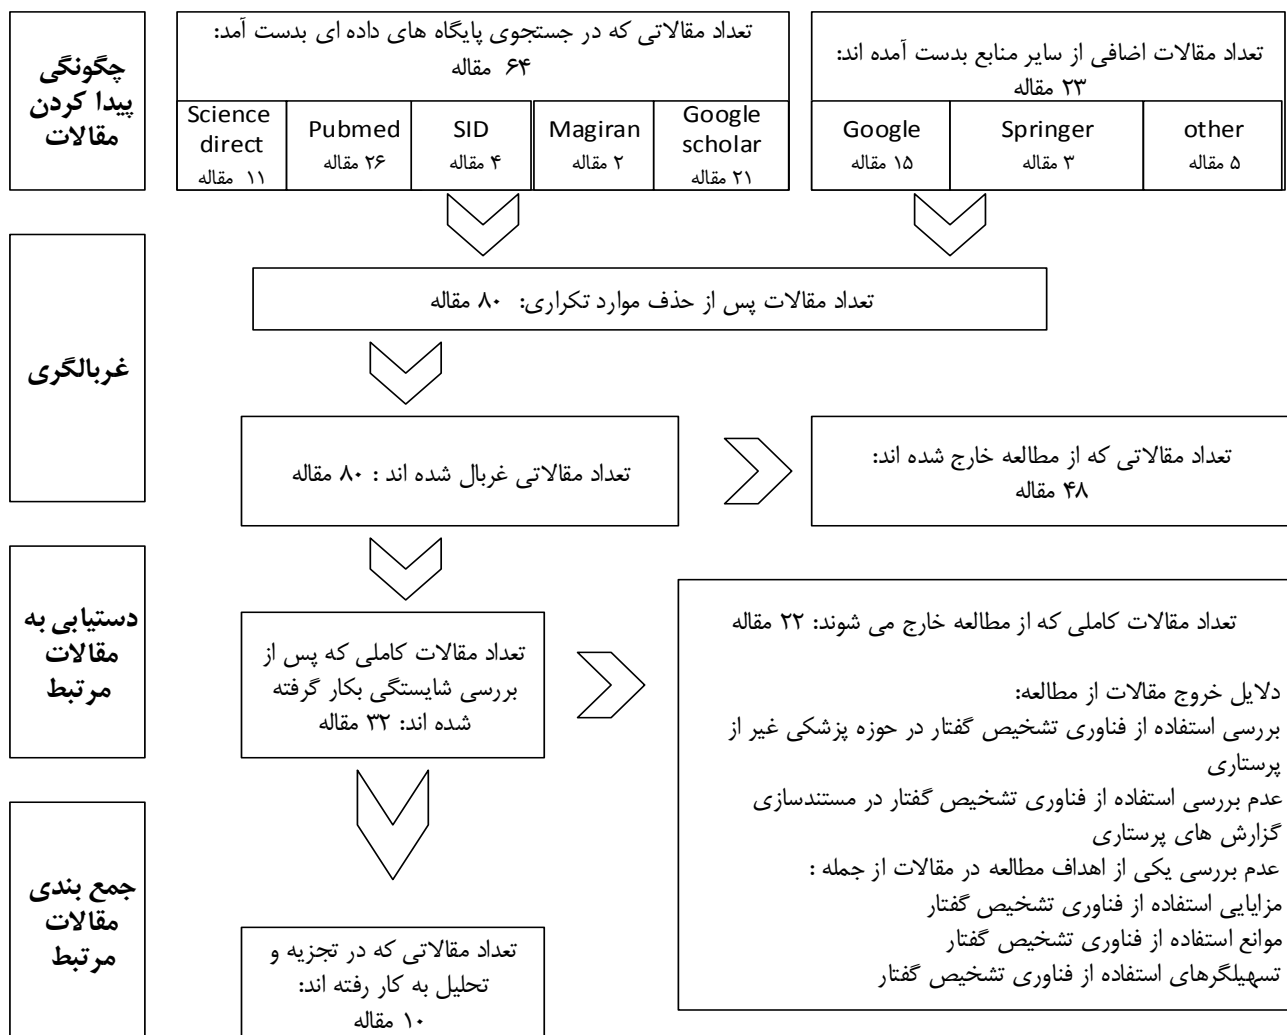 چگونگی
پیدا کردن
مقالات
تعداد مقالاتی که در جستجوی پایگاه های داده ای بدست آمد:
۶۴ مقاله
Science
direct
۱۱ مقاله
Pubmed
۲۶ مقاله
SID
۴ مقاله
Magiran
۲ مقاله
Google
scholar
۲۱ مقاله
تعداد مقالات اضافی از سایر منابع بدست آمده اند:
۲۳ مقاله
Google
۱۵ مقاله
Springer
۳ مقاله
other
۵ مقاله
غربالگری
تعداد مقالات پس از حذف موارد تکراری: ۸۰ مقاله
تعداد مقالاتی غربال شده اند : ۸۰ مقاله
تعداد مقالاتی که از مطالعه خارج شده اند:
۴۸ مقاله
دستیابی به
مقالات
مرتبط
تعداد مقالات کاملی که پس از
بررسی شایستگی بکار گرفته
شده اند: ۳۲ مقاله
تعداد مقالات کاملی که از مطالعه خارج می شوند: ۲۲ مقاله
دلایل خروج مقالات از مطالعه:
بررسی استفاده از فناوری تشخیص گفتار در حوزه پزشکی غیر از
پرستاری
عدم بررسی استفاده از فناوری تشخیص گفتار در مستندسازی
گزارش های پرستاری
عدم بررسی یکی از اهداف مطالعه در مقالات از جمله :
مزایایی استفاده از فناوری تشخیص گفتار
موانع استفاده از فناوری تشخیص گفتار
تسهیلگرهای استفاده از فناوری تشخیص گفتار
جمع بندی
مقالات
مرتبط
تعداد مقالاتی که در تجزیه و
تحلیل به کار رفته اند:
۱۰ مقاله